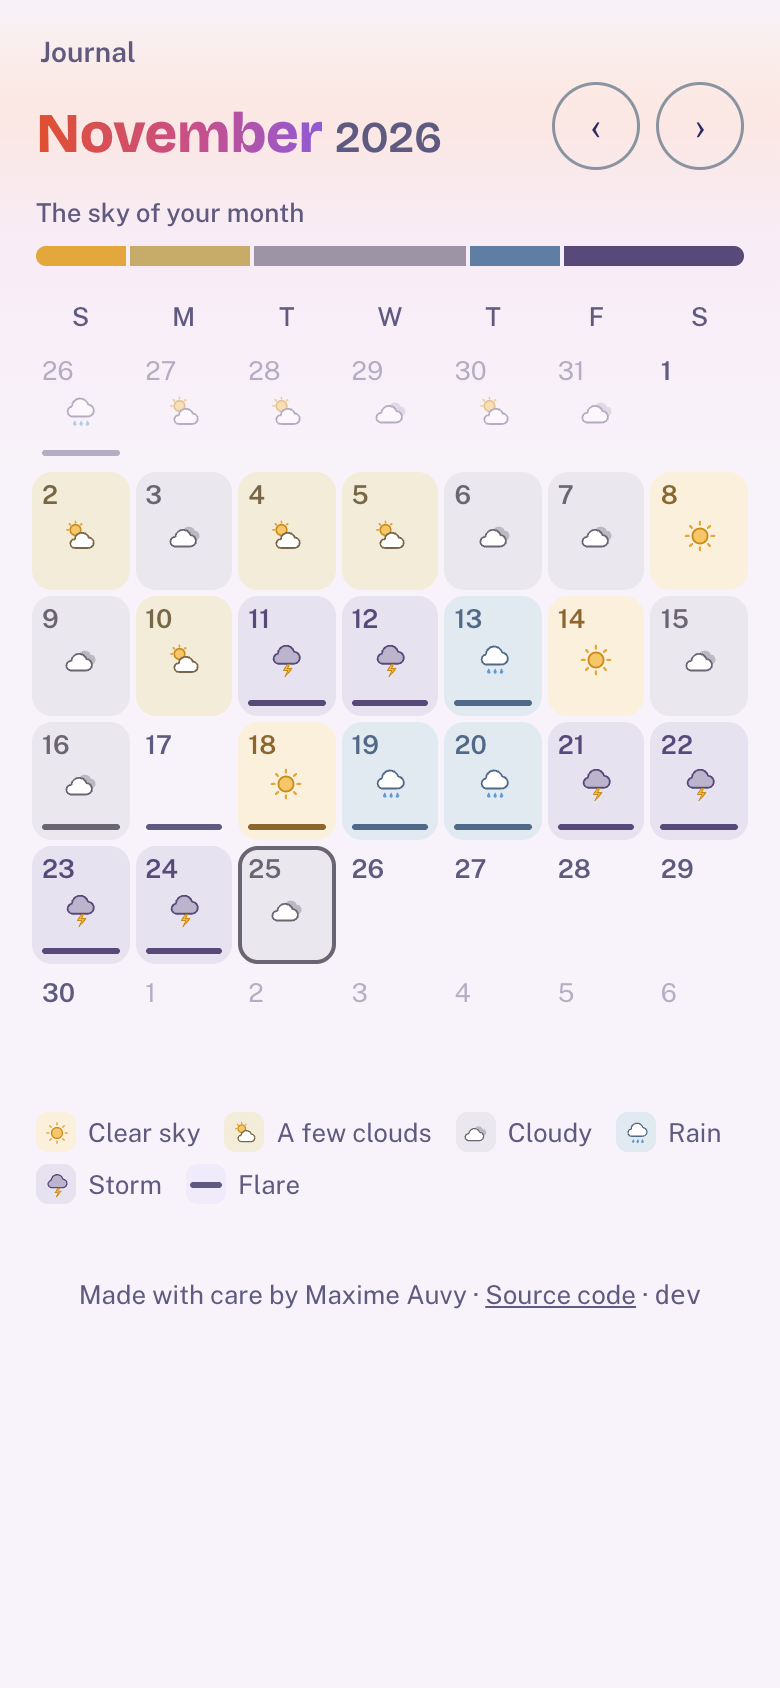 Journal
November 2026
‹ ›
The sky of your month
S M T W T F S
26 27 28 29 30 31 1
2 3 4 5 6 7 8
9 10 11 12 13 14 15
16 17 18 19 20 21 22
23 24 25 26 27 28 29
30 1 2 3 4 5 6
Clear sky A few clouds Cloudy Rain
Storm Flare
Made with care by Maxime Auvy · Source code · dev